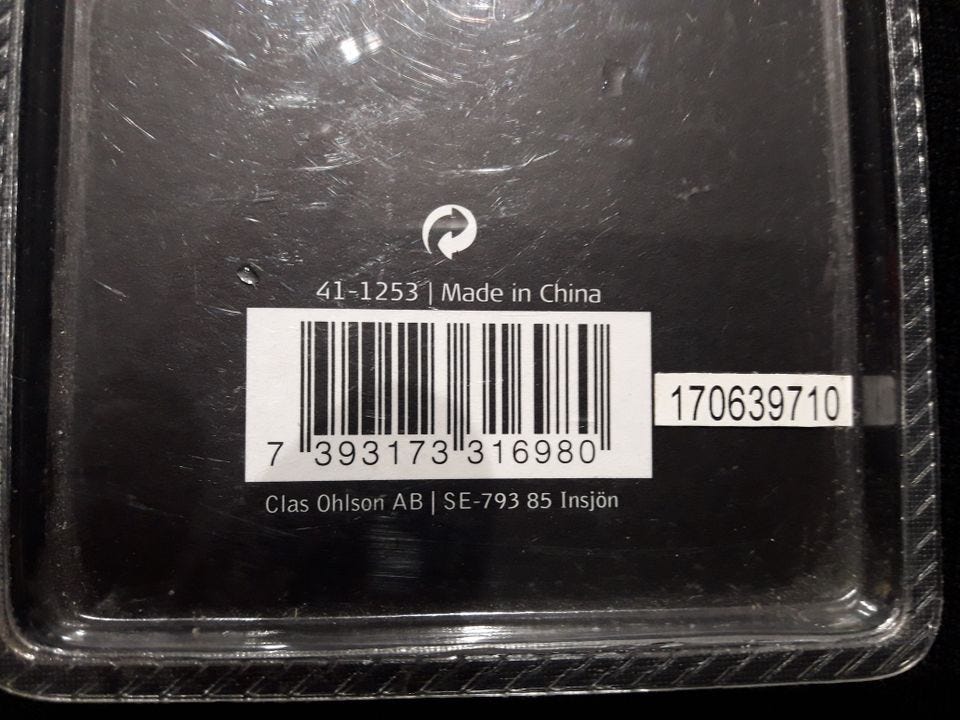 41-1253 | Made in China
170639710
7 393173 316980
Clas Ohlson AB | SE-793 85 Insjön